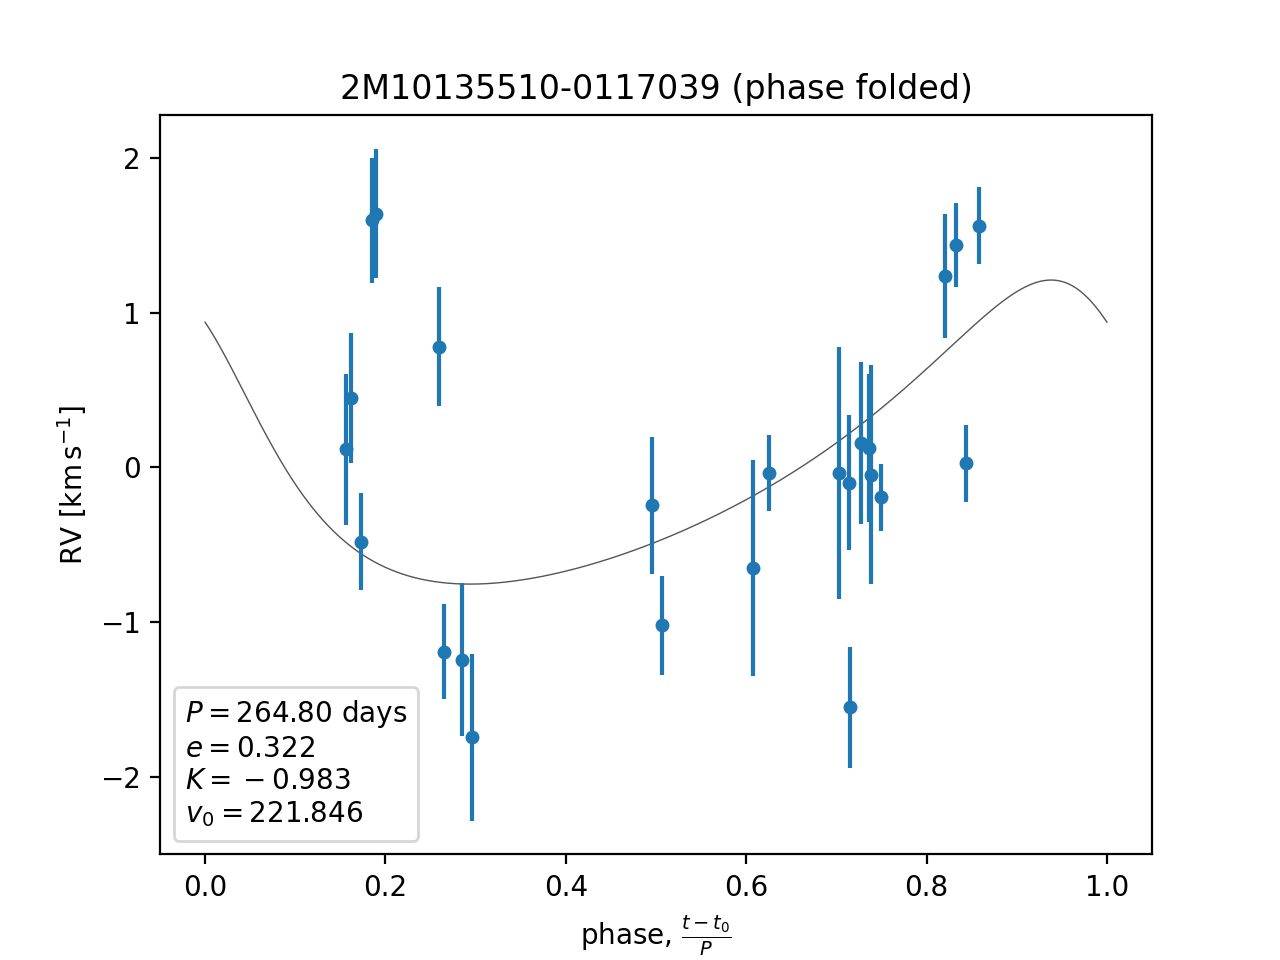 2M10135510-0117039 (phase folded)
2
1
0
−1
−2
RV [km s⁻¹]
P = 264.80 days
e = 0.322
K = −0.983
v₀ = 221.846
0.0 0.2 0.4 0.6 0.8 1.0
phase, (t − t₀)/P